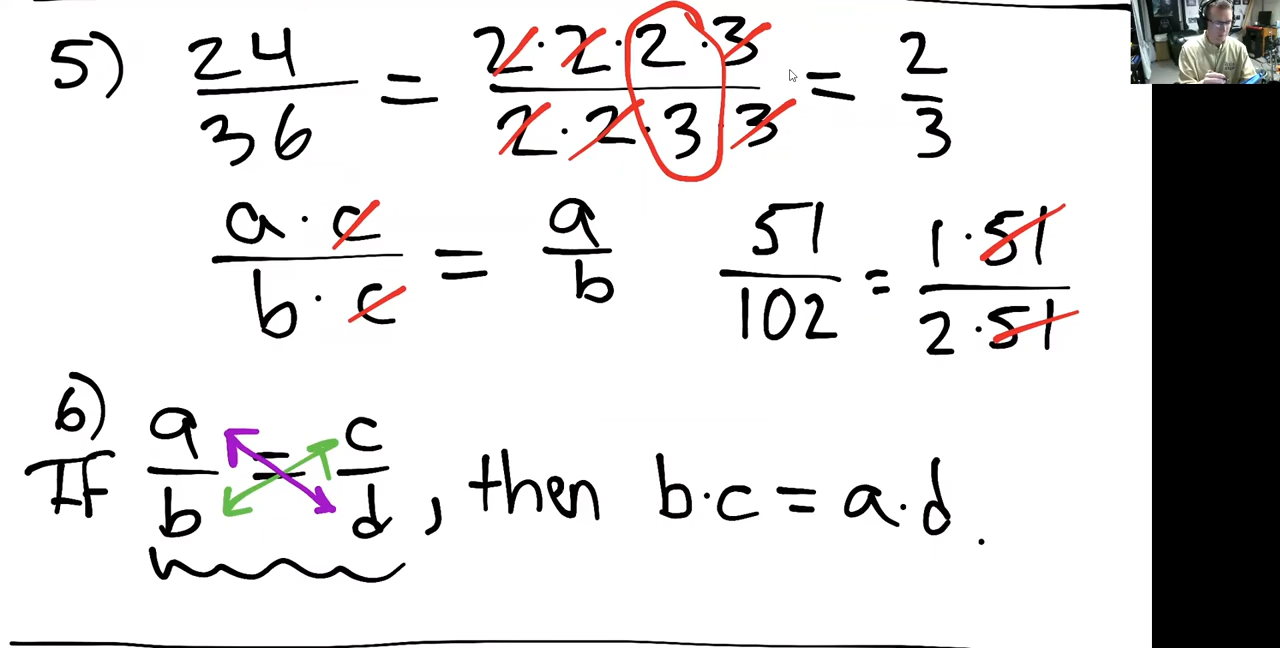 5) 24/36 = 2·2·2·3/2·2·3 3 = 2/3
a·c/b·c = a/b 51/102 = 1·51/2·51
6)
If a/b = c/d, then b·c = a·d.